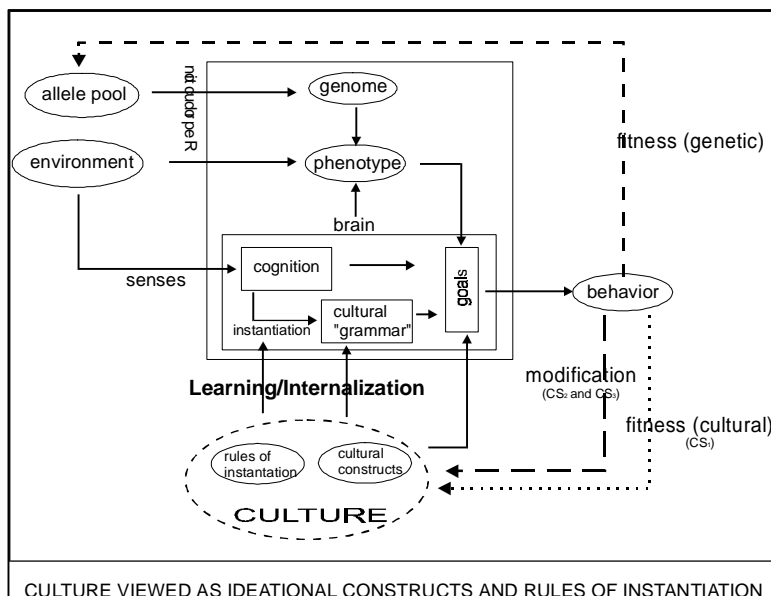 allele pool
Reproduction
genome
environment
phenotype
fitness (genetic)
brain
senses
cognition
goals
behavior
instantiation
cultural
"grammar"
Learning/Internalization
modification
(CS₂ and CS₃)
fitness (cultural)
(CS₁)
rules of
instantation
cultural
constructs
CULTURE
CULTURE VIEWED AS IDEATIONAL CONSTRUCTS AND RULES OF INSTANTIATION